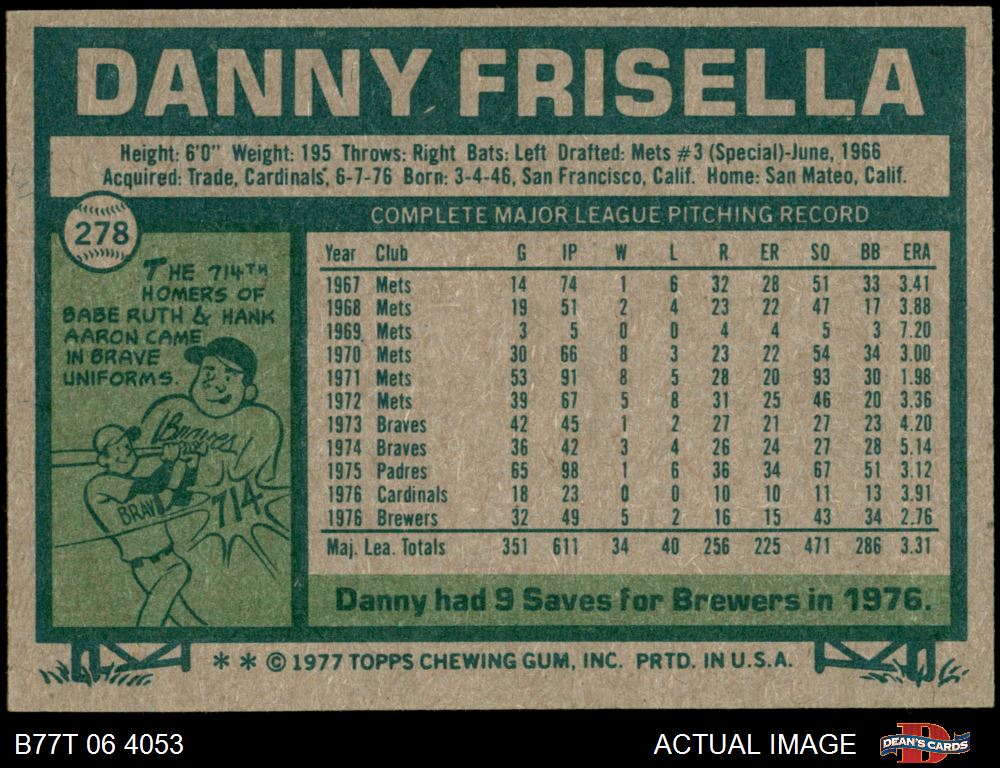 DANNY FRISELLA
Height: 6'0" Weight: 195 Throws: Right Bats: Left Drafted: Mets #3 (Special)-June, 1966
Acquired: Trade, Cardinals, 6-7-76 Born: 3-4-46, San Francisco, Calif. Home: San Mateo, Calif.
278
THE 714TH
HOMERS OF
BABE RUTH & HANK
AARON CAME
IN BRAVE
UNIFORMS.
Braves
BRAV
714
COMPLETE MAJOR LEAGUE PITCHING RECORD
Year Club G IP W L R ER SO BB ERA
1967 Mets 14 74 1 6 32 28 51 33 3.41
1968 Mets 19 51 2 4 23 22 47 17 3.88
1969 Mets 3 5 0 0 4 4 5 3 7.20
1970 Mets 30 66 8 3 23 22 54 34 3.00
1971 Mets 53 91 8 5 28 20 93 30 1.98
1972 Mets 39 67 5 8 31 25 46 20 3.36
1973 Braves 42 45 1 2 27 21 27 23 4.20
1974 Braves 36 42 3 4 26 24 27 28 5.14
1975 Padres 65 98 1 6 36 34 67 51 3.12
1976 Cardinals 18 23 0 0 10 10 11 13 3.91
1976 Brewers 32 49 5 2 16 15 43 34 2.76
Maj. Lea. Totals 351 611 34 40 256 225 471 286 3.31
Danny had 9 Saves for Brewers in 1976.
* * © 1977 TOPPS CHEWING GUM, INC. PRTD. IN U.S.A.
B77T 06 4053
ACTUAL IMAGE
DEAN'S CARDS